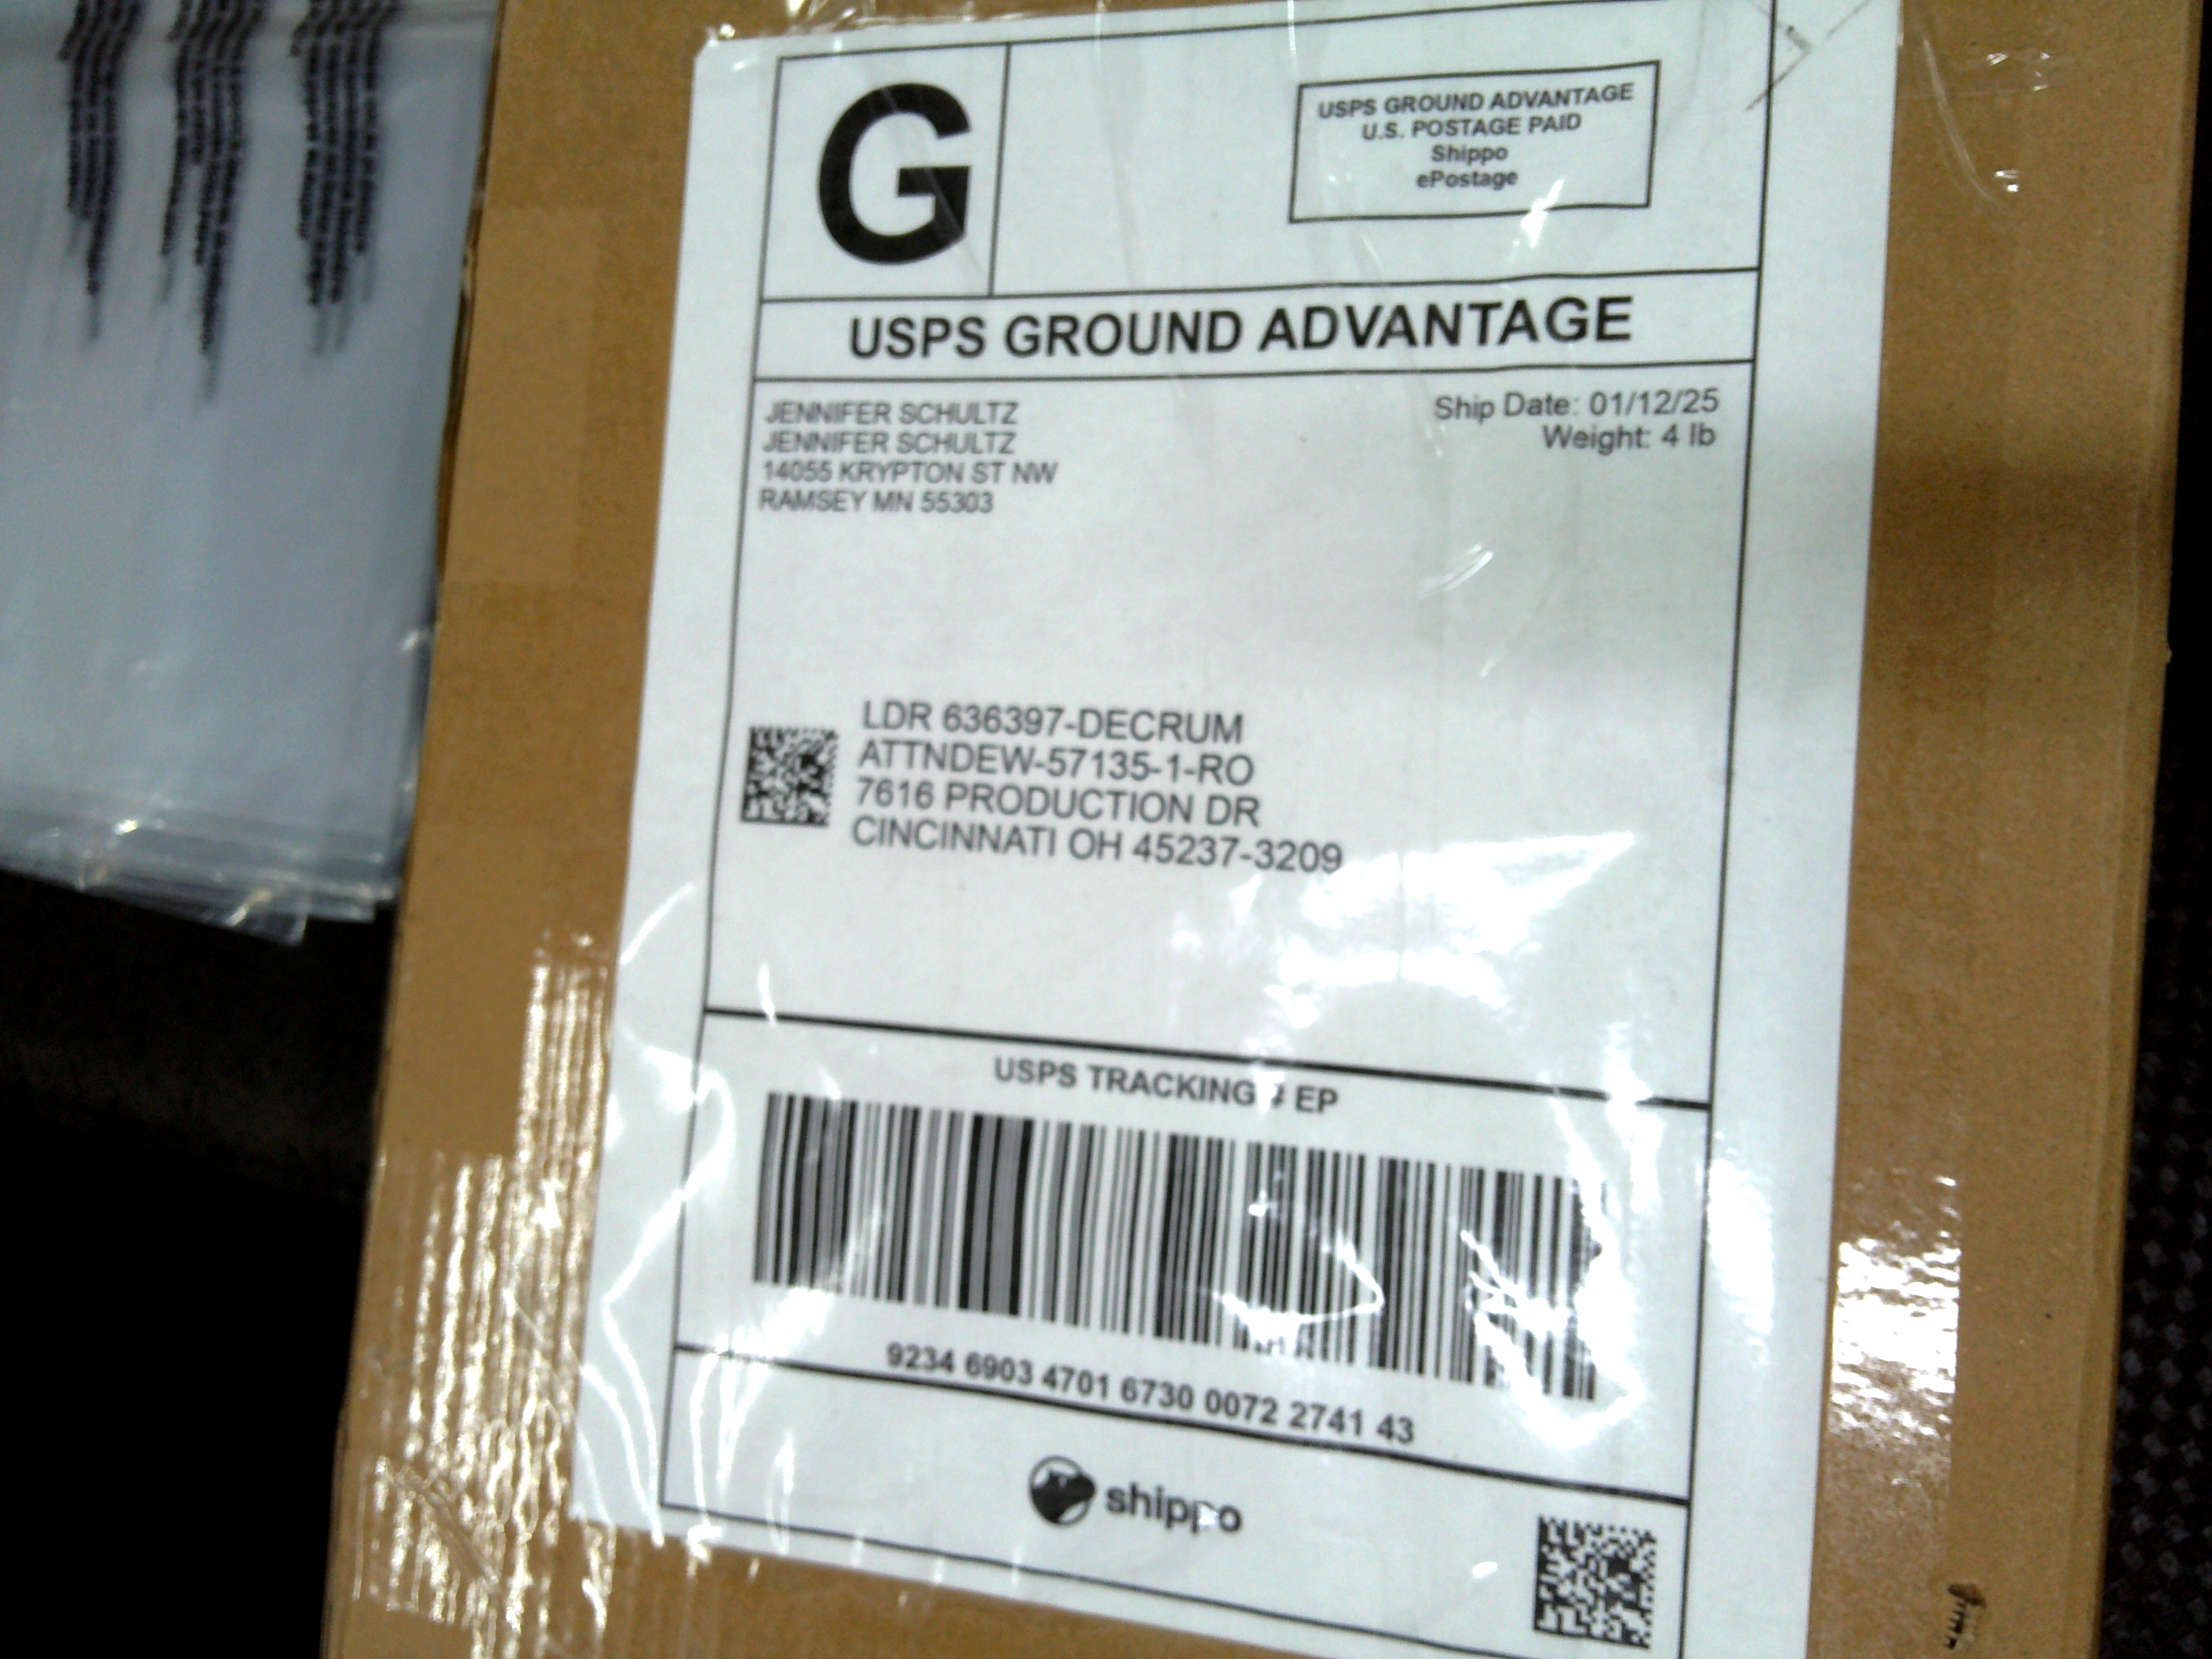 G
USPS GROUND ADVANTAGE
U.S. POSTAGE PAID
Shippo
ePostage
USPS GROUND ADVANTAGE
JENNIFER SCHULTZ
JENNIFER SCHULTZ
14055 KRYPTON ST NW
RAMSEY MN 55303
Ship Date: 01/12/25
Weight: 4 lb
LDR 636397-DECRUM
ATTNDEW-57135-1-RO
7616 PRODUCTION DR
CINCINNATI OH 45237-3209
USPS TRACKING # EP
9234 6903 4701 6730 0072 2741 43
shippo